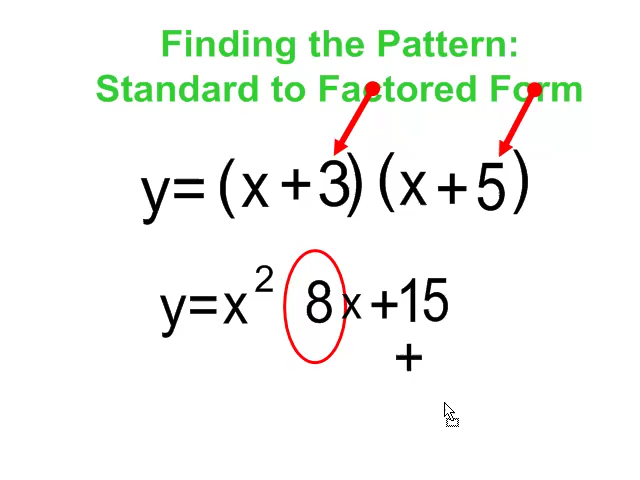 Finding the Pattern:
Standard to Factored Form
y=(x+3)(x+5)
y=x² 8x+15
+